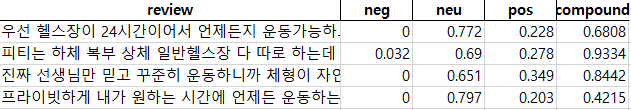 review neg neu pos compound
우선 헬스장이 24시간이어서 언제든지 운동가능하. 0 0.772 0.228 0.6808
피티는 하체 복부 상체 일반헬스장 다 따로 하는데 0.032 0.69 0.278 0.9334
진짜 선생님만 믿고 꾸준히 운동하니까 체형이 자연 0 0.651 0.349 0.8442
프라이빗하게 내가 원하는 시간에 언제든 운동하는 0 0.797 0.203 0.4215